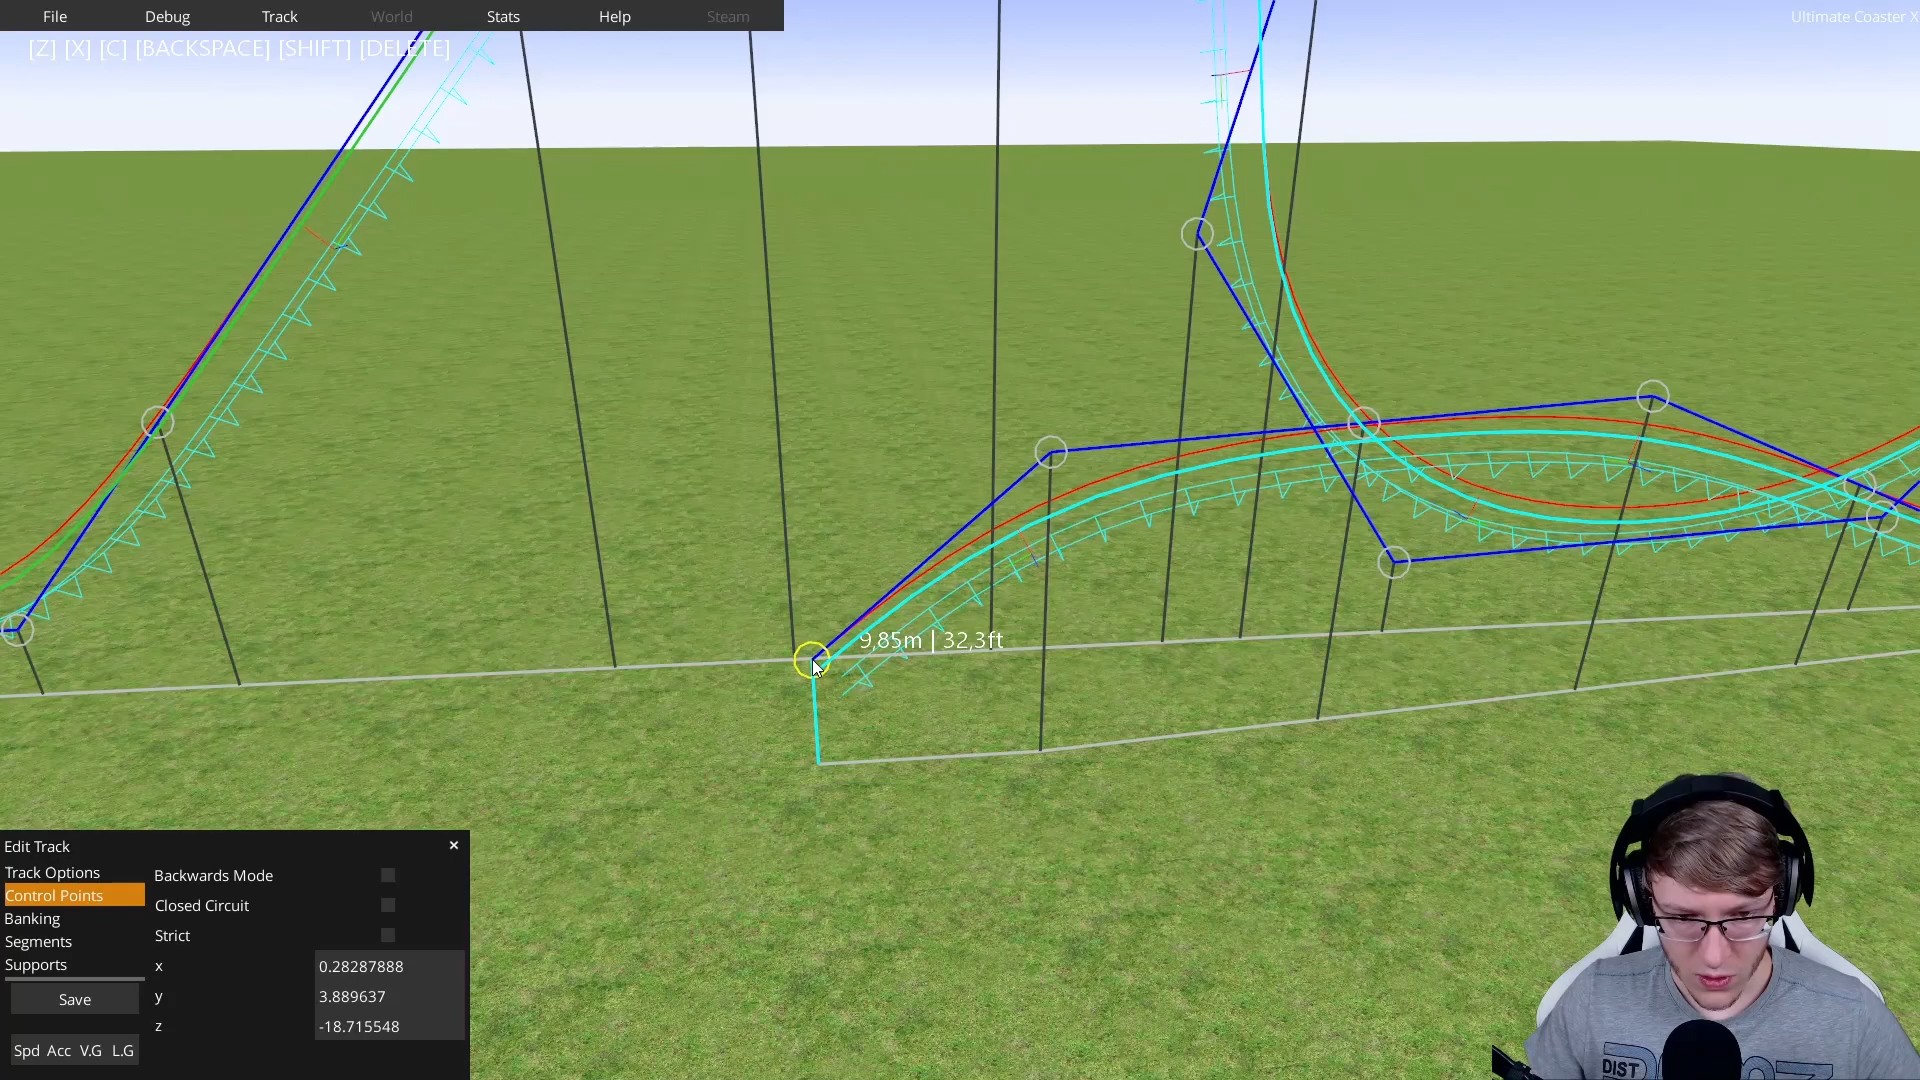 File Debug Track World Stats Help Steam
Ultimate Coaster X
[Z] [X] [C] [BACKSPACE] [SHIFT] [DELETE]
9,85m | 32,3ft
Edit Track ×
Track Options
Control Points
Banking
Segments
Supports
Save
Spd Acc V.G L.G
Backwards Mode
Closed Circuit
Strict
x 0.28287888
y 3.889637
z -18.715548
DIST